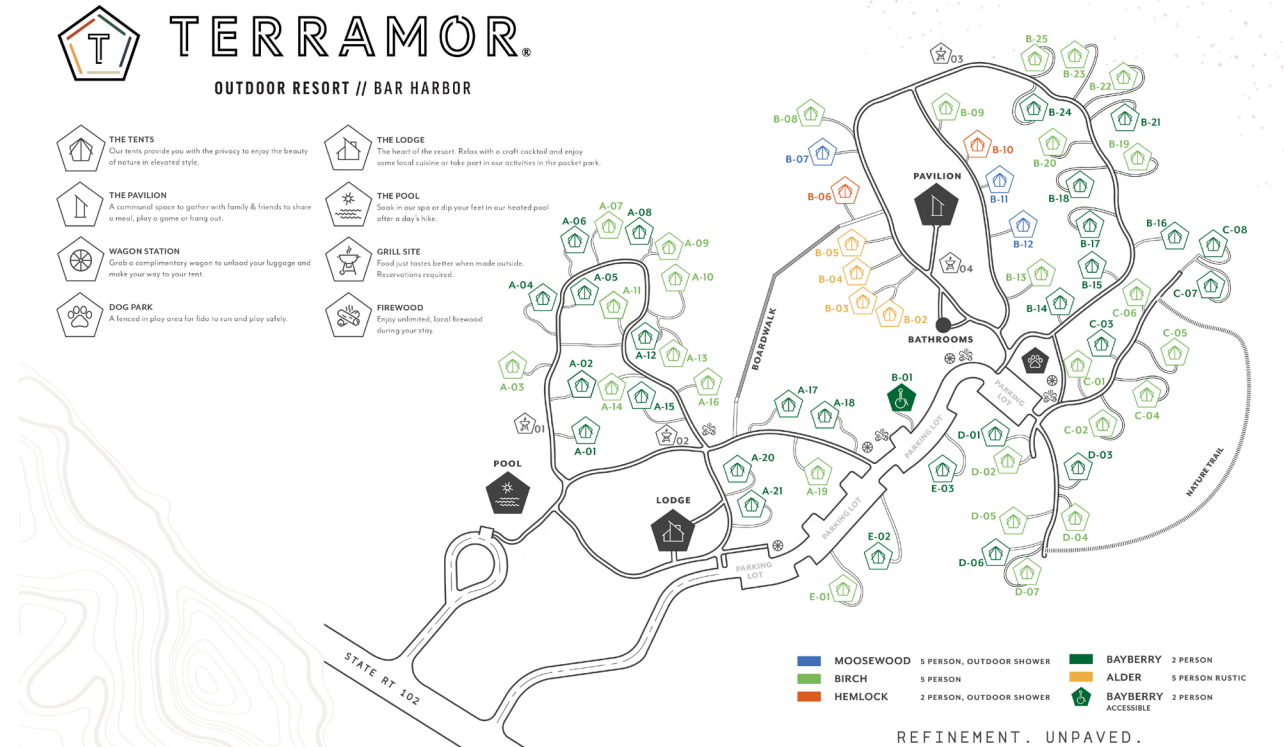 TERRAMOR®
OUTDOOR RESORT // BAR HARBOR
THE TENTS
Our tents provide you with the privacy to enjoy the beauty
of nature in elevated style.
THE PAVILION
A communal space to gather with family & friends to share
a meal, play a game or hang out.
WAGON STATION
Grab a complimentary wagon to unload your luggage and
make your way to your tent.
DOG PARK
A fenced in play area for fido to run and play safely.
THE LODGE
The heart of the resort. Relax with a craft cocktail and enjoy
some local cuisine or take part in our activities in the pocket park.
THE POOL
Soak in our spa or dip your feet in our heated pool
after a day's hike.
GRILL SITE
Food just tastes better when made outside.
Reservations required.
FIREWOOD
Enjoy unlimited, local firewood
during your stay.
T
A-06
A-07
A-08
A-09
A-05
A-10
A-04
A-11
A-12
A-13
A-03
A-02
A-14
A-15
A-16
01
A-01
02
POOL
LODGE
A-17
A-18
A-20
A-19
A-21
BOARDWALK
03
B-25
B-23
B-22
B-08
B-09
B-24
B-21
B-07
B-10
B-20
B-19
PAVILION
B-06
B-11
B-18
B-05
B-12
B-17
B-16
C-08
04
B-04
B-13
B-15
C-07
B-03
B-02
B-14
C-06
BATHROOMS
C-03
C-05
B-01
C-01
C-04
PARKING
LOT
C-02
PARKING LOT
D-01
D-02
D-03
E-03
NATURE TRAIL
PARKING LOT
D-05
D-04
E-02
D-06
D-07
PARKING
LOT
E-01
STATE RT 102
MOOSEWOOD 5 PERSON, OUTDOOR SHOWER
BIRCH 5 PERSON
HEMLOCK 2 PERSON, OUTDOOR SHOWER
BAYBERRY 2 PERSON
ALDER 5 PERSON RUSTIC
BAYBERRY 2 PERSON
ACCESSIBLE
REFINEMENT. UNPAVED.